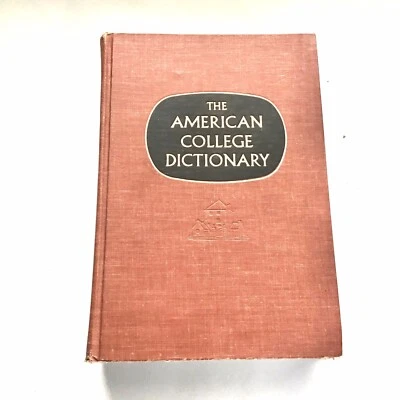 THE
AMERICAN
COLLEGE
DICTIONARY